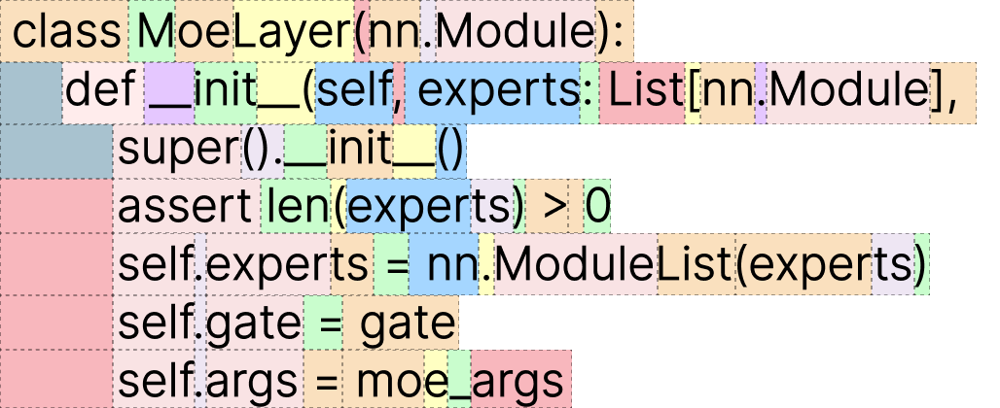 class MoeLayer(nn.Module):
    def __init__(self, experts: List[nn.Module],
        super().__init__()
        assert len(experts) > 0
        self.experts = nn.ModuleList(experts)
        self.gate = gate
        self.args = moe_args